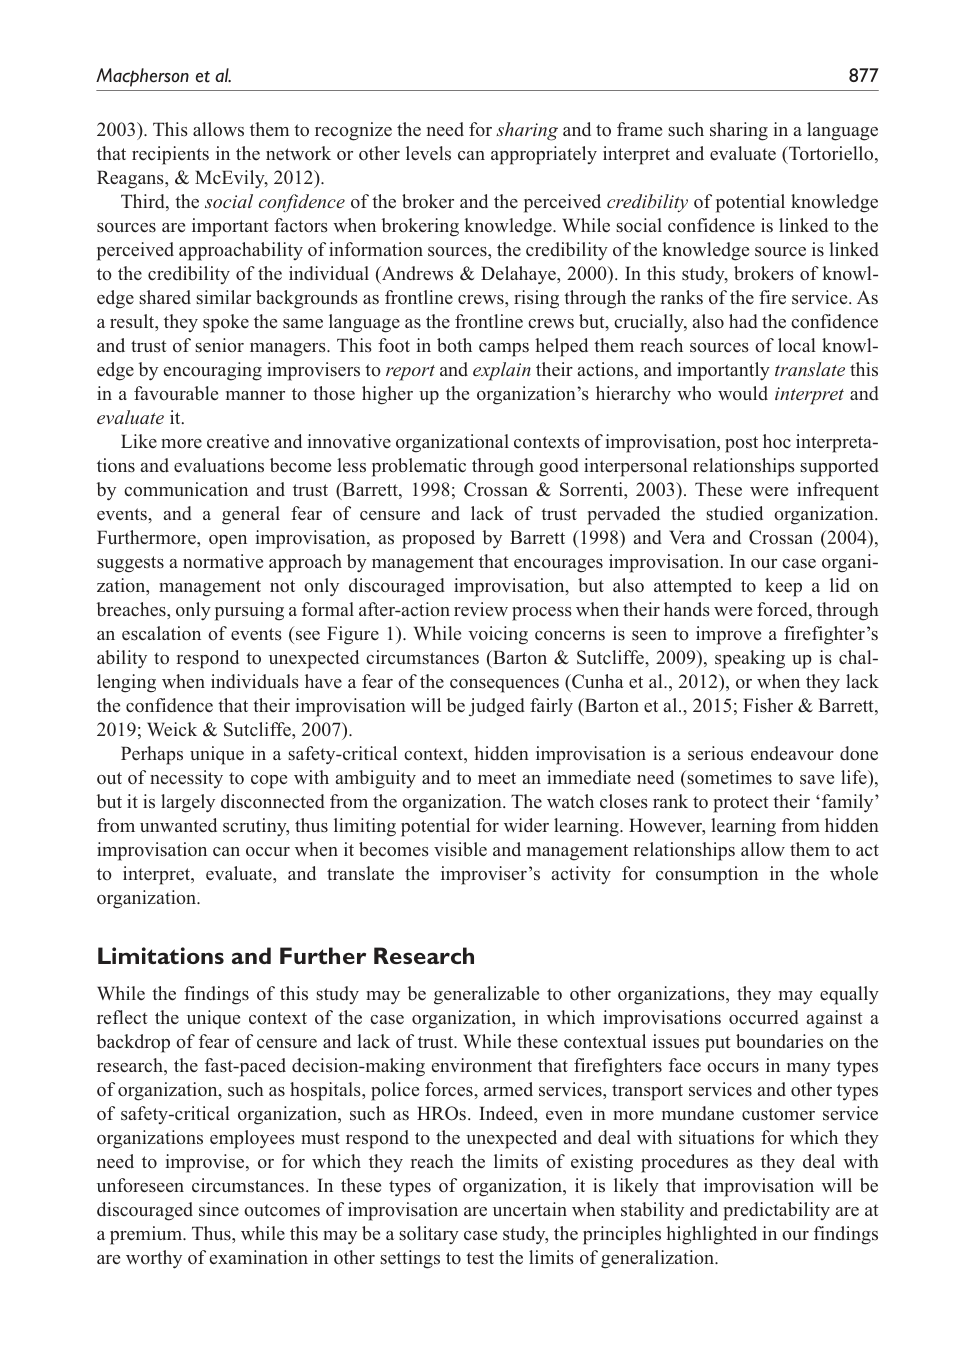 Macpherson et al. 877
2003). This allows them to recognize the need for sharing and to frame such sharing in a language
that recipients in the network or other levels can appropriately interpret and evaluate (Tortoriello,
Reagans, & McEvily, 2012).
Third, the social confidence of the broker and the perceived credibility of potential knowledge
sources are important factors when brokering knowledge. While social confidence is linked to the
perceived approachability of information sources, the credibility of the knowledge source is linked
to the credibility of the individual (Andrews & Delahaye, 2000). In this study, brokers of knowl-
edge shared similar backgrounds as frontline crews, rising through the ranks of the fire service. As
a result, they spoke the same language as the frontline crews but, crucially, also had the confidence
and trust of senior managers. This foot in both camps helped them reach sources of local knowl-
edge by encouraging improvisers to report and explain their actions, and importantly translate this
in a favourable manner to those higher up the organization's hierarchy who would interpret and
evaluate it.
Like more creative and innovative organizational contexts of improvisation, post hoc interpreta-
tions and evaluations become less problematic through good interpersonal relationships supported
by communication and trust (Barrett, 1998; Crossan & Sorrenti, 2003). These were infrequent
events, and a general fear of censure and lack of trust pervaded the studied organization.
Furthermore, open improvisation, as proposed by Barrett (1998) and Vera and Crossan (2004),
suggests a normative approach by management that encourages improvisation. In our case organi-
zation, management not only discouraged improvisation, but also attempted to keep a lid on
breaches, only pursuing a formal after-action review process when their hands were forced, through
an escalation of events (see Figure 1). While voicing concerns is seen to improve a firefighter's
ability to respond to unexpected circumstances (Barton & Sutcliffe, 2009), speaking up is chal-
lenging when individuals have a fear of the consequences (Cunha et al., 2012), or when they lack
the confidence that their improvisation will be judged fairly (Barton et al., 2015; Fisher & Barrett,
2019; Weick & Sutcliffe, 2007).
Perhaps unique in a safety-critical context, hidden improvisation is a serious endeavour done
out of necessity to cope with ambiguity and to meet an immediate need (sometimes to save life),
but it is largely disconnected from the organization. The watch closes rank to protect their 'family'
from unwanted scrutiny, thus limiting potential for wider learning. However, learning from hidden
improvisation can occur when it becomes visible and management relationships allow them to act
to interpret, evaluate, and translate the improviser's activity for consumption in the whole
organization.
Limitations and Further Research
While the findings of this study may be generalizable to other organizations, they may equally
reflect the unique context of the case organization, in which improvisations occurred against a
backdrop of fear of censure and lack of trust. While these contextual issues put boundaries on the
research, the fast-paced decision-making environment that firefighters face occurs in many types
of organization, such as hospitals, police forces, armed services, transport services and other types
of safety-critical organization, such as HROs. Indeed, even in more mundane customer service
organizations employees must respond to the unexpected and deal with situations for which they
need to improvise, or for which they reach the limits of existing procedures as they deal with
unforeseen circumstances. In these types of organization, it is likely that improvisation will be
discouraged since outcomes of improvisation are uncertain when stability and predictability are at
a premium. Thus, while this may be a solitary case study, the principles highlighted in our findings
are worthy of examination in other settings to test the limits of generalization.